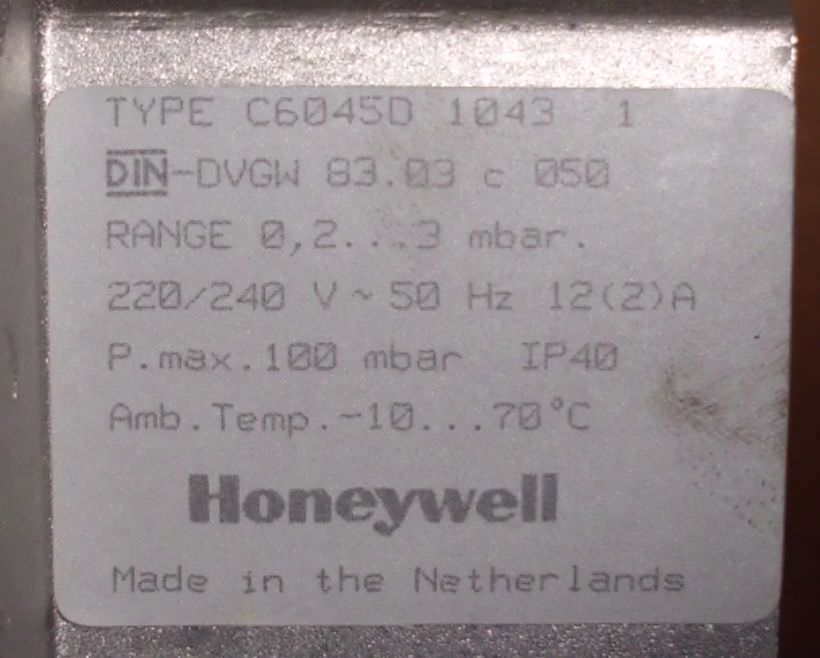 TYPE C6045D 1043 1
DIN-DVGW 83.03 c 050
RANGE 0,2...3 mbar.
220/240 V ~ 50 Hz 12(2)A
P.max.100 mbar IP40
Amb.Temp.-10...70°C
Honeywell
Made in the Netherlands